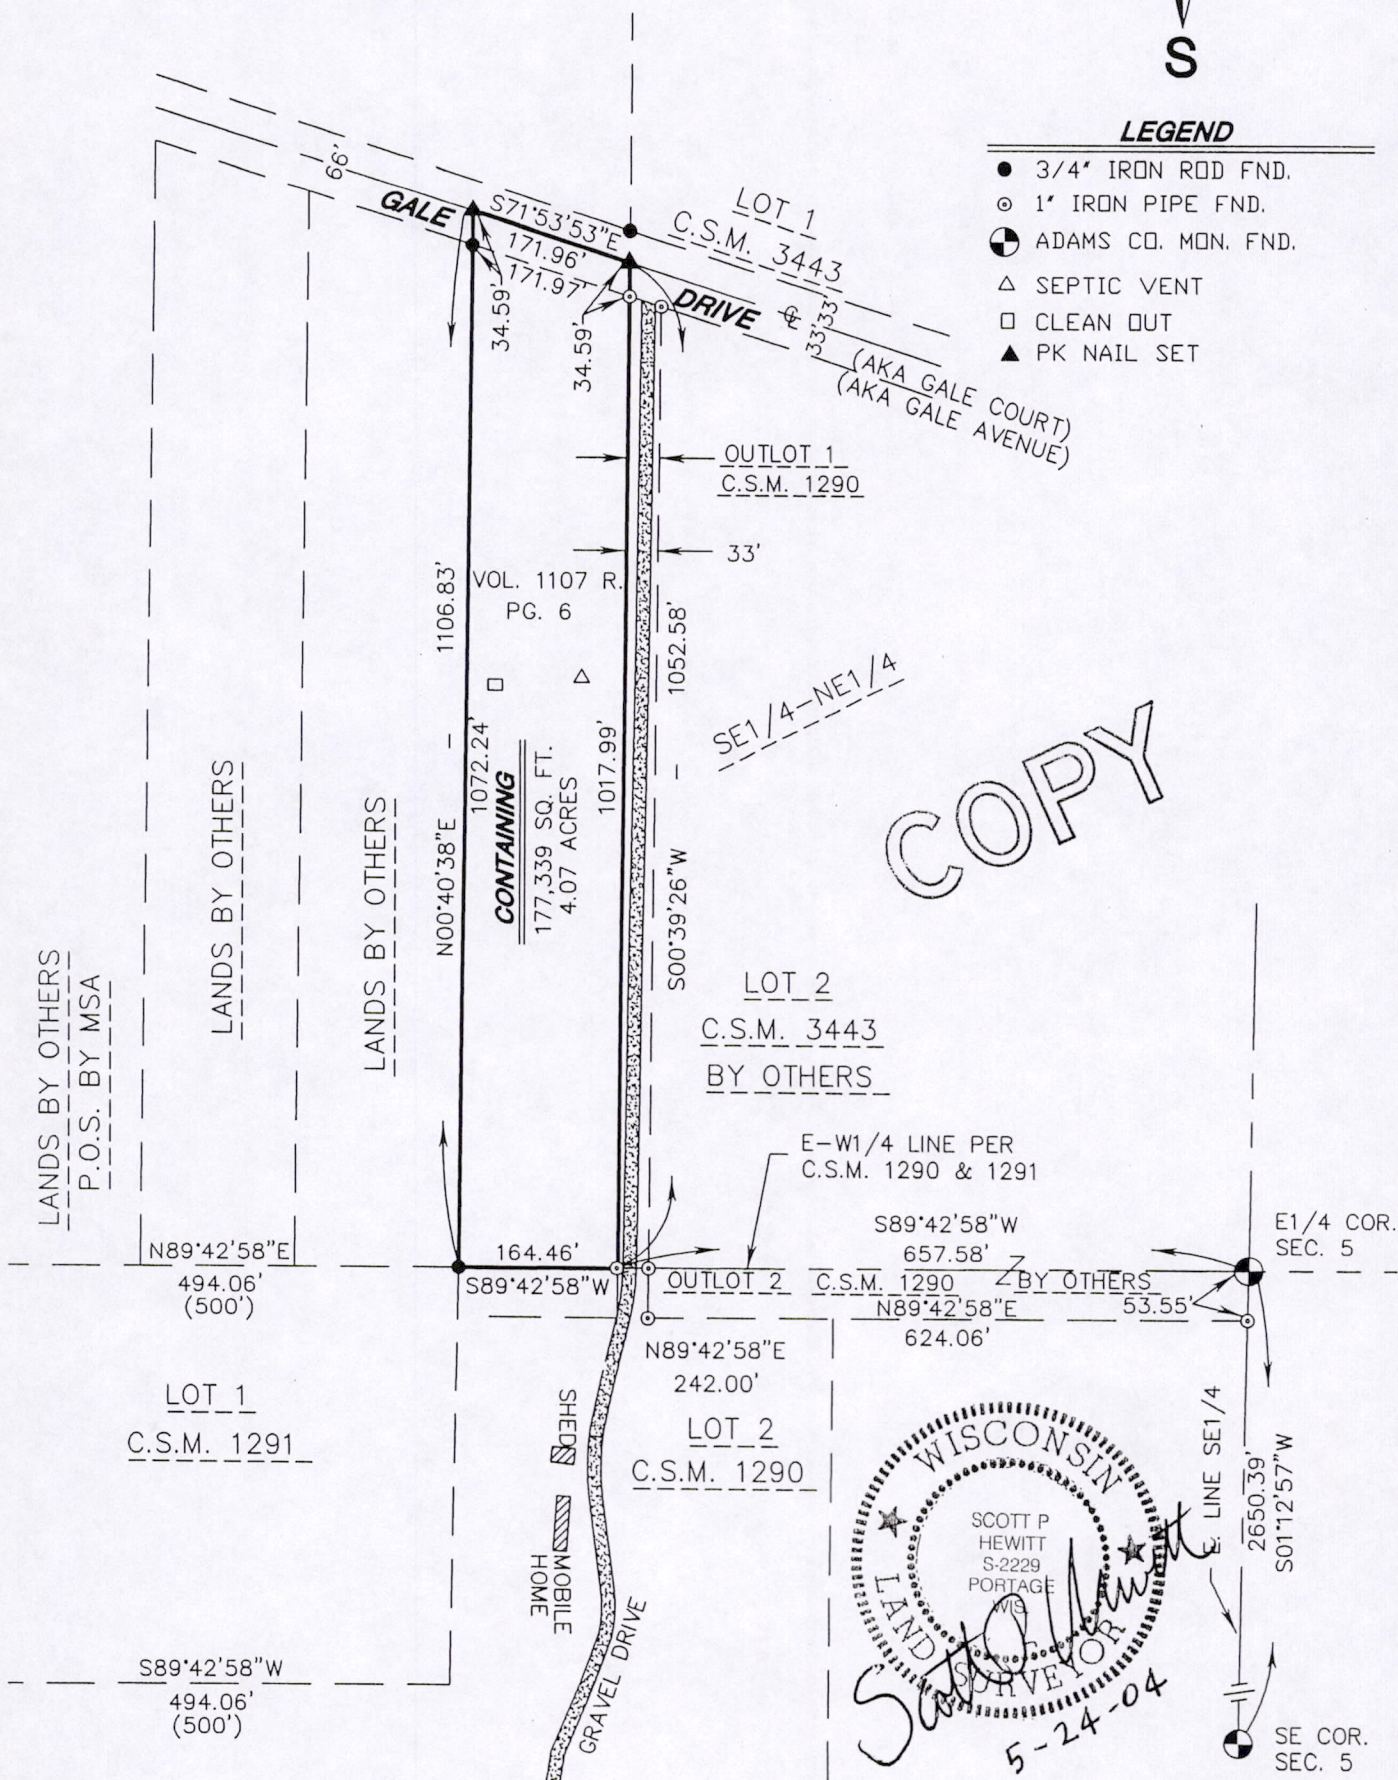 S
LEGEND
3/4" IRON ROD FND.
1" IRON PIPE FND.
ADAMS CO. MON. FND.
SEPTIC VENT
CLEAN OUT
PK NAIL SET
66'
GALE
DRIVE
S71°53'53"E
171.96'
171.97'
34.59'
34.59'
LOT 1
C.S.M. 3443
33'
33'
(AKA GALE COURT)
(AKA GALE AVENUE)
OUTLOT 1
C.S.M. 1290
33'
VOL. 1107 R.
PG. 6
N00°40'38"E - 1106.83'
1072.24'
CONTAINING
177,339 SQ. FT.
4.07 ACRES
1017.99'
S00°39'26"W - 1052.58'
SE1/4-NE1/4
COPY
LANDS BY OTHERS
P.O.S. BY MSA
LANDS BY OTHERS
LANDS BY OTHERS
LOT 2
C.S.M. 3443
BY OTHERS
E-W1/4 LINE PER
C.S.M. 1290 & 1291
S89°42'58"W
657.58'
E1/4 COR.
SEC. 5
N89°42'58"E
494.06'
(500')
164.46'
S89°42'58"W
OUTLOT 2 C.S.M. 1290 BY OTHERS
53.55'
N89°42'58"E
624.06'
N89°42'58"E
242.00'
LOT 1
C.S.M. 1291
SHED
LOT 2
C.S.M. 1290
MOBILE
HOME
GRAVEL DRIVE
S89°42'58"W
494.06'
(500')
WISCONSIN
LAND SURVEYOR
SCOTT P
HEWITT
S-2229
PORTAGE
WIS.
Scott P Hewitt
5-24-04
E. LINE SE1/4
2650.39'
S01°12'57"W
SE COR.
SEC. 5